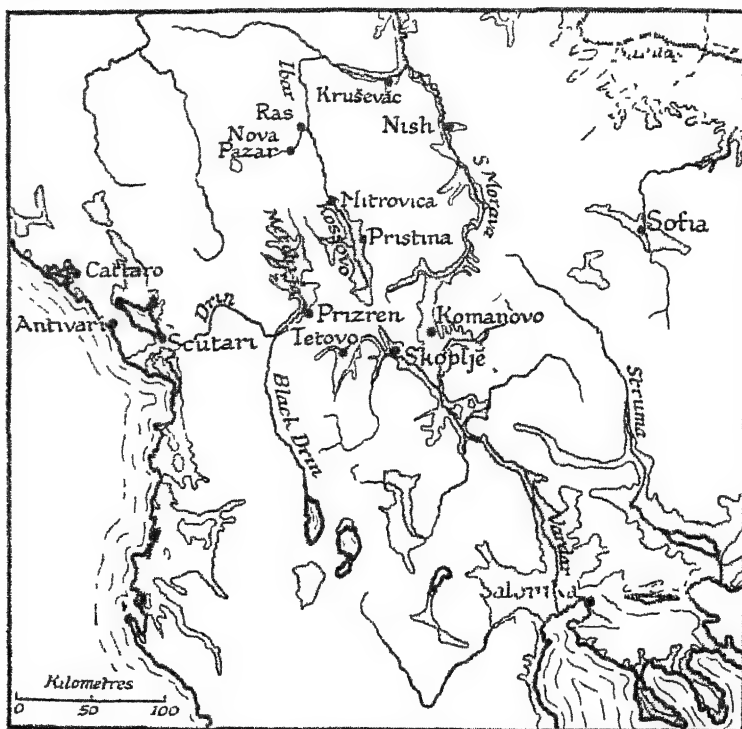 Ibar
Kruševac
Ras
Nova
Pazar
Nish
S Morava
Mitrovica
Kossovo
Pristina
Sofia
Cattaro
Drin
Prizren
Komanovo
Antivari
Scutari
Tetovo
Skoplje
Black Drin
Struma
Vardar
Salonika
Kilometres
0 50 100